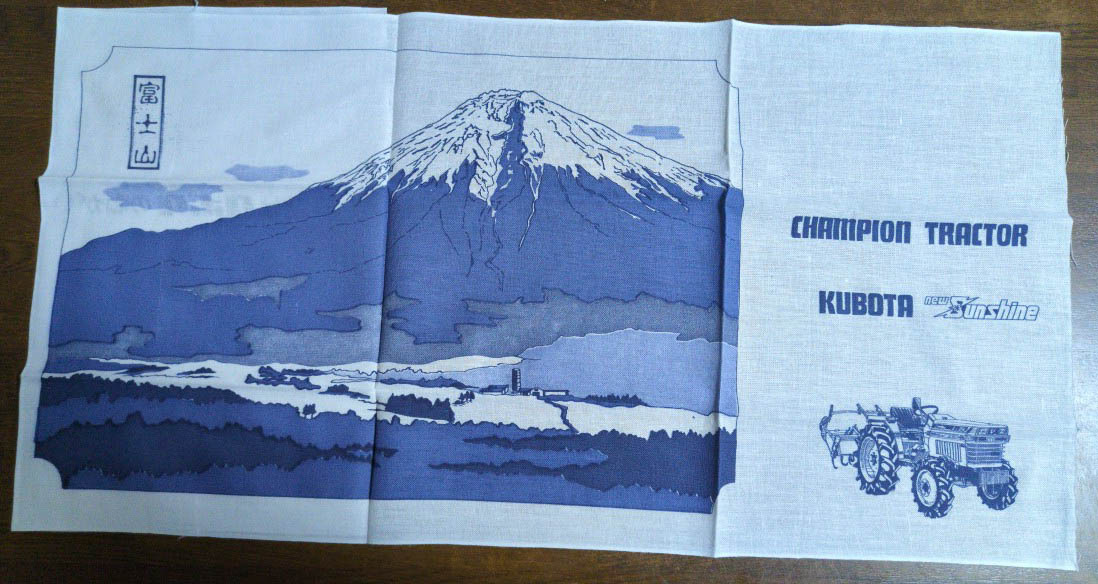 富士山
CHAMPION TRACTOR
KUBOTA new Sunshine